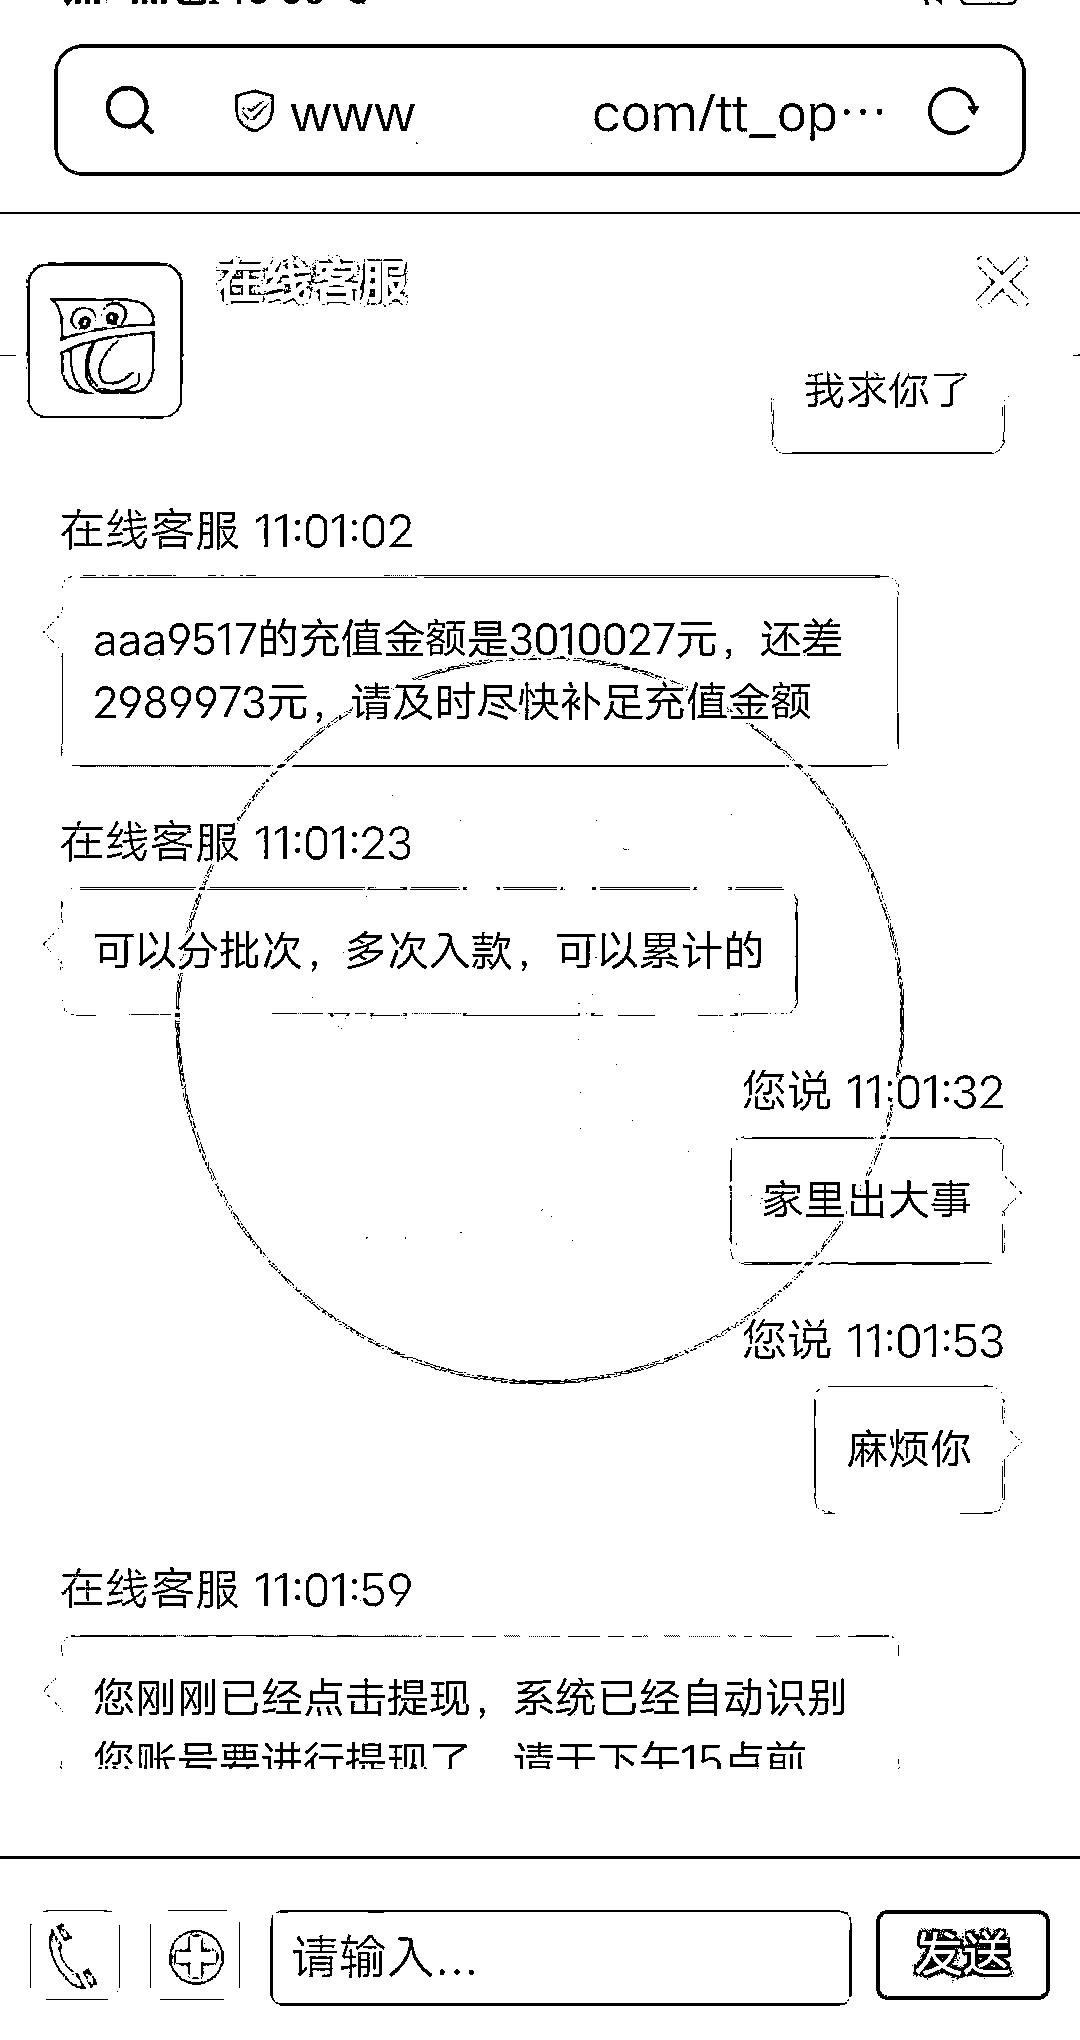 www com/tt_op…
在线客服
我求你了
在线客服 11:01:02
aaa9517的充值金额是3010027元，还差
2989973元，请及时尽快补足充值金额
在线客服 11:01:23
可以分批次，多次入款，可以累计的
您说 11:01:32
家里出大事
您说 11:01:53
麻烦你
在线客服 11:01:59
您刚刚已经点击提现，系统已经自动识别
您账号要进行提现了，请于下午15点前
请输入...
发送